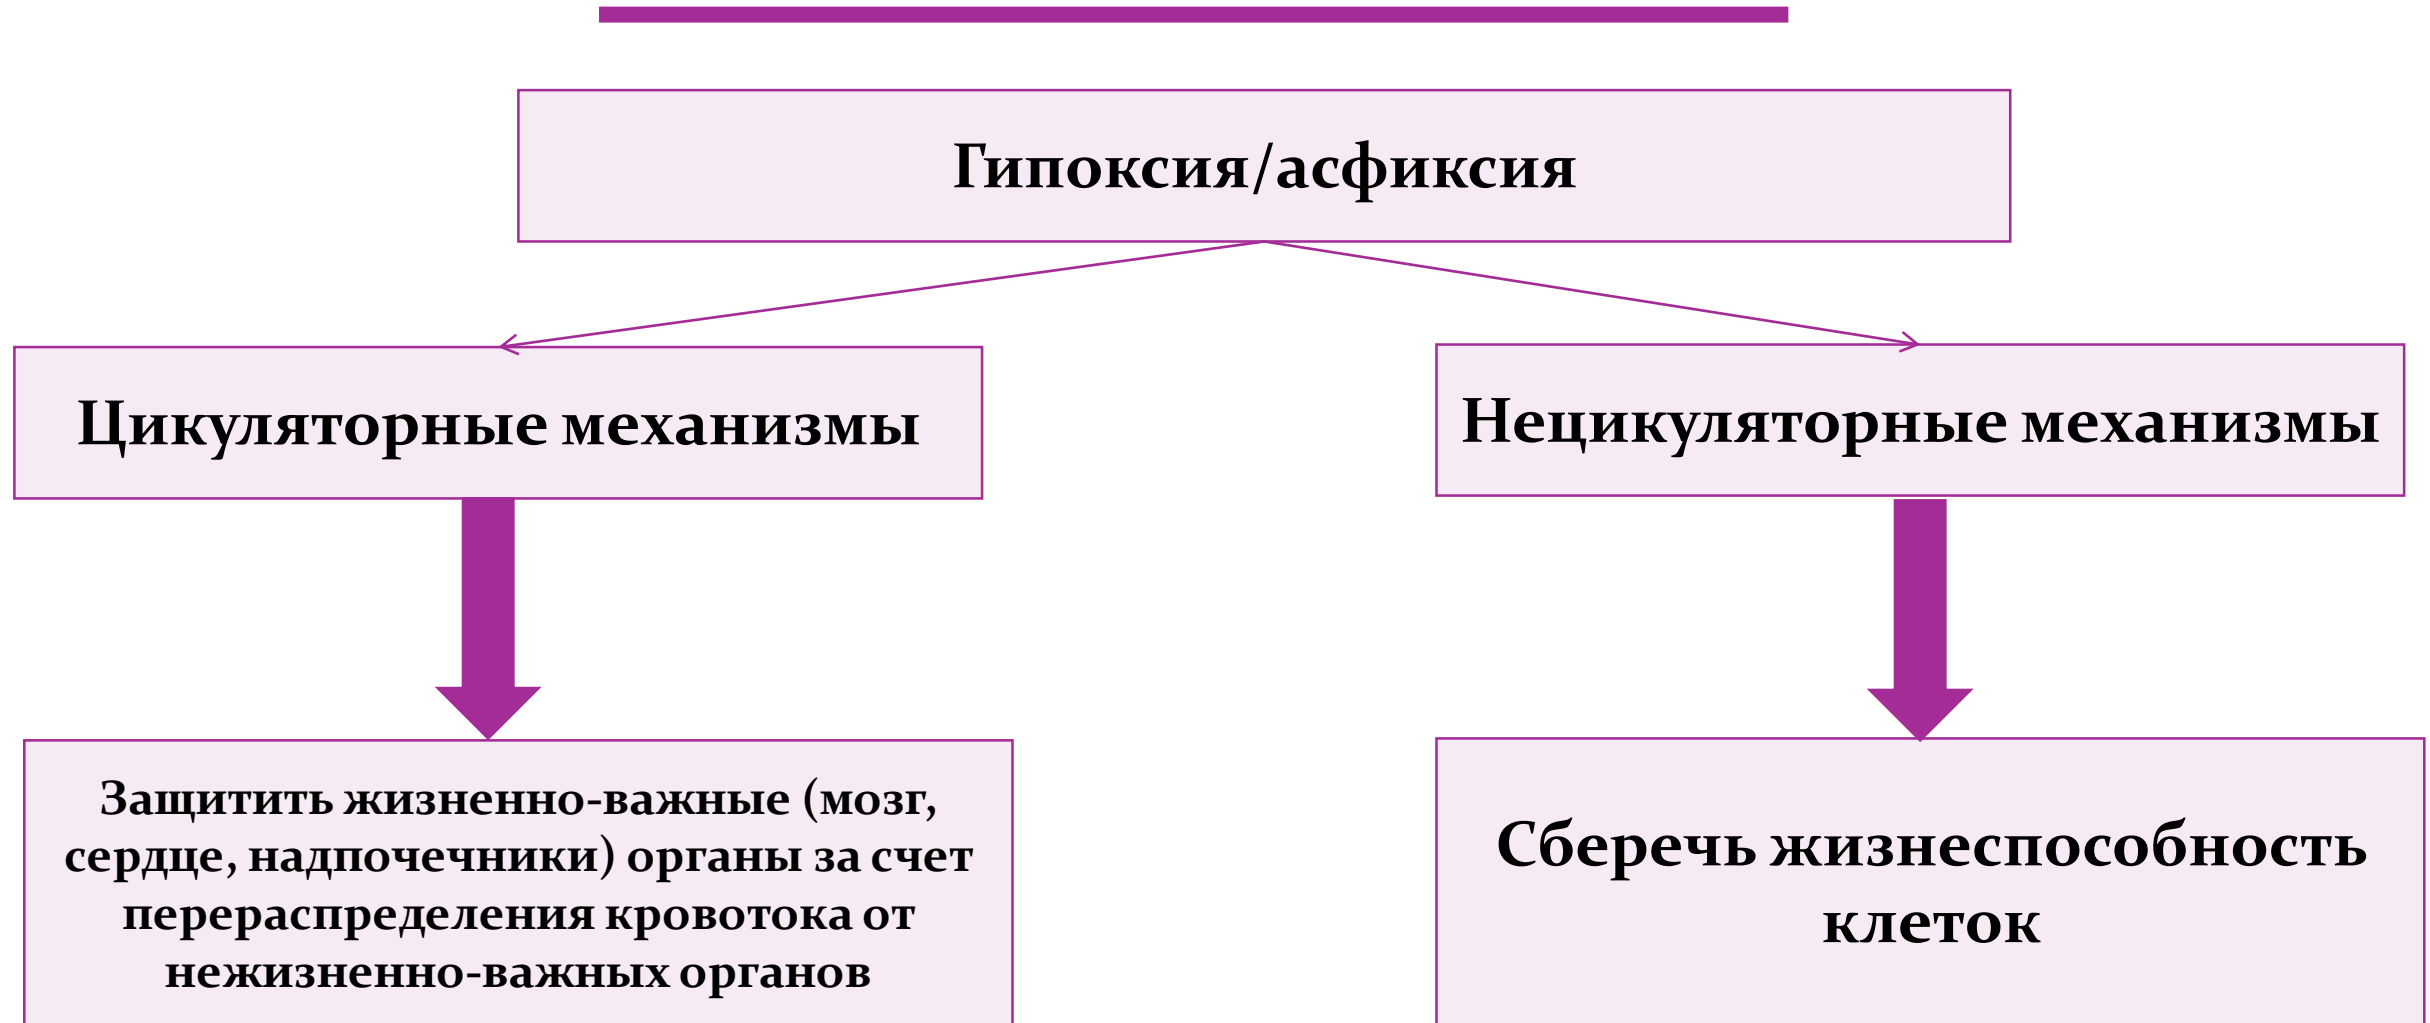 Гипоксия/асфиксия
Цикуляторные механизмы
Нецикуляторные механизмы
Защитить жизненно-важные (мозг,
сердце, надпочечники) органы за счет
перераспределения кровотока от
нежизненно-важных органов
Сберечь жизнеспособность
клеток